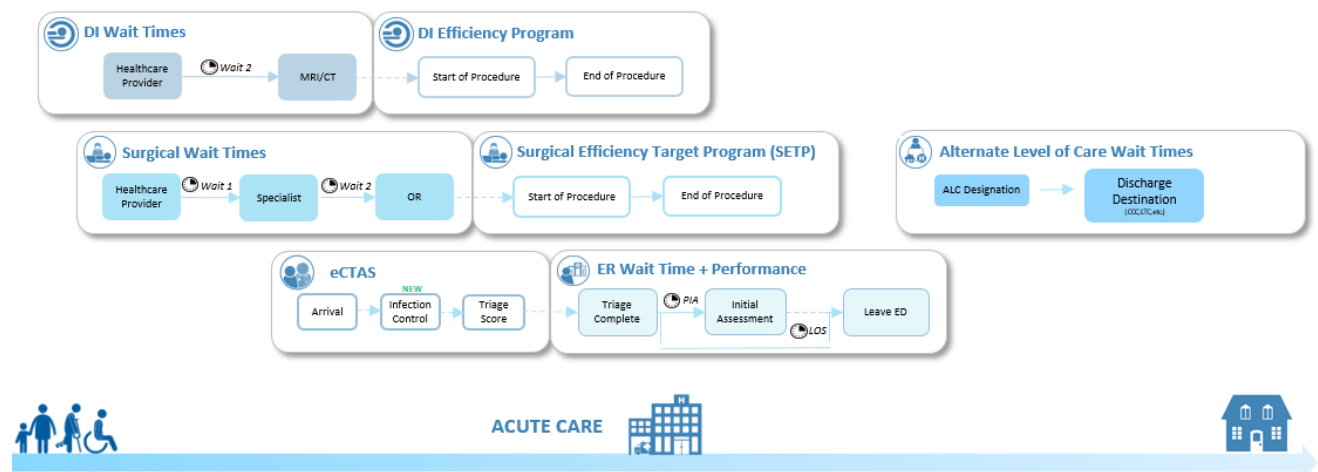 DI Wait Times
Healthcare
Provider
Wait 2
MRI/CT
DI Efficiency Program
Start of Procedure
End of Procedure
Surgical Wait Times
Healthcare
Provider
Wait 1
Specialist
Wait 2
OR
Surgical Efficiency Target Program (SETP)
Start of Procedure
End of Procedure
Alternate Level of Care Wait Times
ALC Designation
Discharge
Destination
(CCC,LTC,etc.)
eCTAS
Arrival
NEW
Infection
Control
Triage
Score
ER Wait Time + Performance
Triage
Complete
PIA
Initial
Assessment
LOS
Leave ED
ACUTE CARE
H